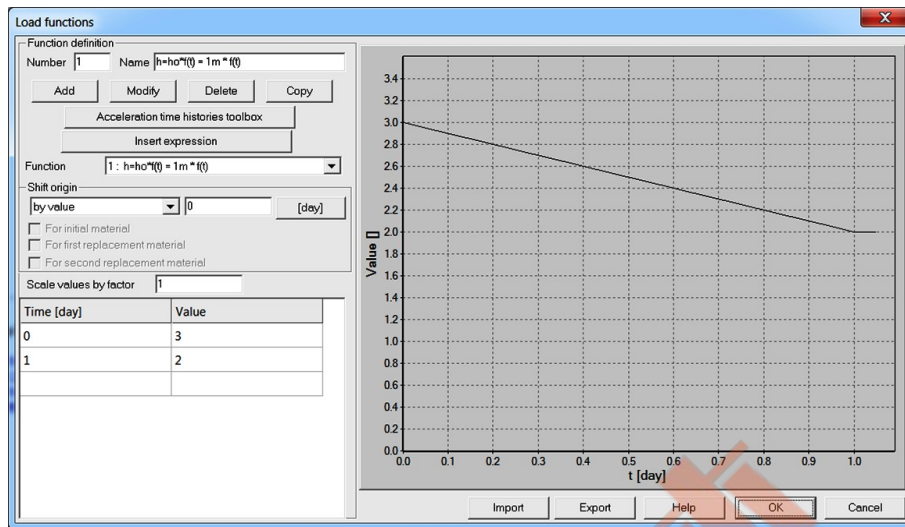 Load functions
Function definition
Number 1 Name h=ho*f(t) = 1m * f(t)
Add Modify Delete Copy
Acceleration time histories toolbox
Insert expression
Function 1 : h=ho*f(t) = 1m * f(t)
Shift origin
by value 0 [day]
For initial material
For first replacement material
For second replacement material
Scale values by factor 1
Time [day] Value
0 3
1 2
Value []
3.4
3.2
3.0
2.8
2.6
2.4
2.2
2.0
1.8
1.6
1.4
1.2
1.0
0.8
0.6
0.4
0.2
0.0
0.0 0.1 0.2 0.3 0.4 0.5 0.6 0.7 0.8 0.9 1.0
t [day]
Import Export Help OK Cancel